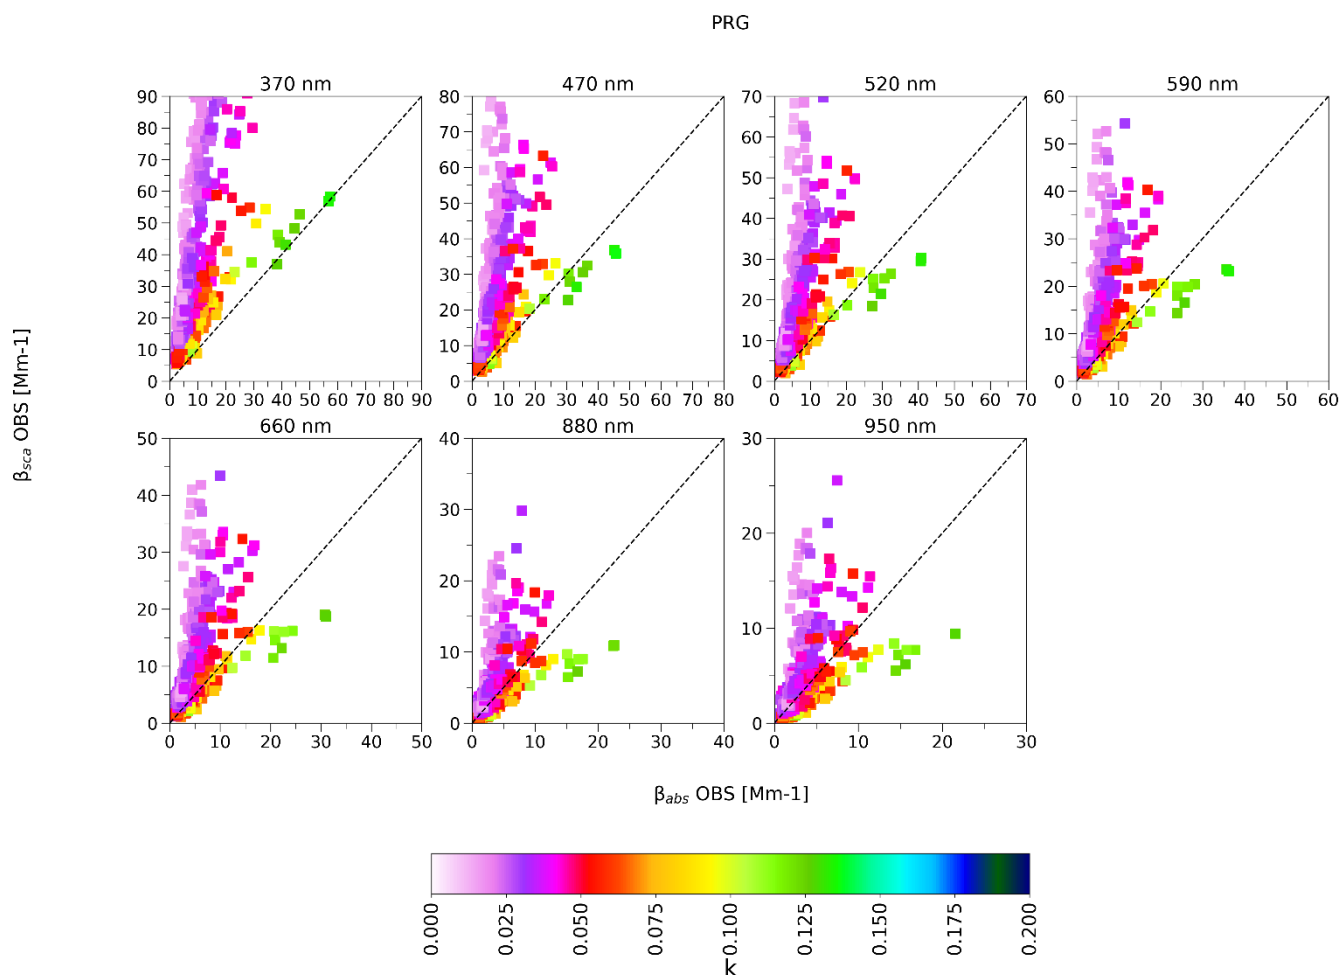 PRG
370 nm
470 nm
520 nm
590 nm
90
80
70
60
50
40
30
20
10
0
0 10 20 30 40 50 60 70 80 90
80
70
60
50
40
30
20
10
0
0 10 20 30 40 50 60 70 80
70
60
50
40
30
20
10
0
0 10 20 30 40 50 60 70
60
50
40
30
20
10
0
0 10 20 30 40 50 60
βsca OBS [Mm-1]
660 nm
880 nm
950 nm
50
40
30
20
10
0
0 10 20 30 40 50
40
30
20
10
0
0 10 20 30 40
30
20
10
0
0 10 20 30
βabs OBS [Mm-1]
0.000 0.025 0.050 0.075 0.100 0.125 0.150 0.175 0.200
k